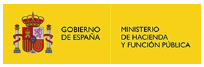 GOBIERNO
DE ESPAÑA
MINISTERIO
DE HACIENDA
Y FUNCIÓN PÚBLICA